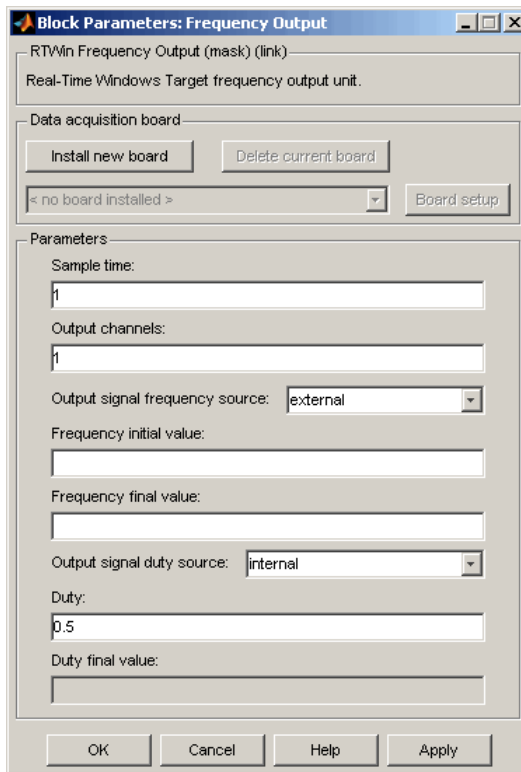 Block Parameters: Frequency Output
RTWin Frequency Output (mask) (link)
Real-Time Windows Target frequency output unit.
Data acquisition board
Install new board
Delete current board
< no board installed >
Board setup
Parameters
Sample time:
1
Output channels:
1
Output signal frequency source: external
Frequency initial value:
Frequency final value:
Output signal duty source: internal
Duty:
0.5
Duty final value:
OK
Cancel
Help
Apply